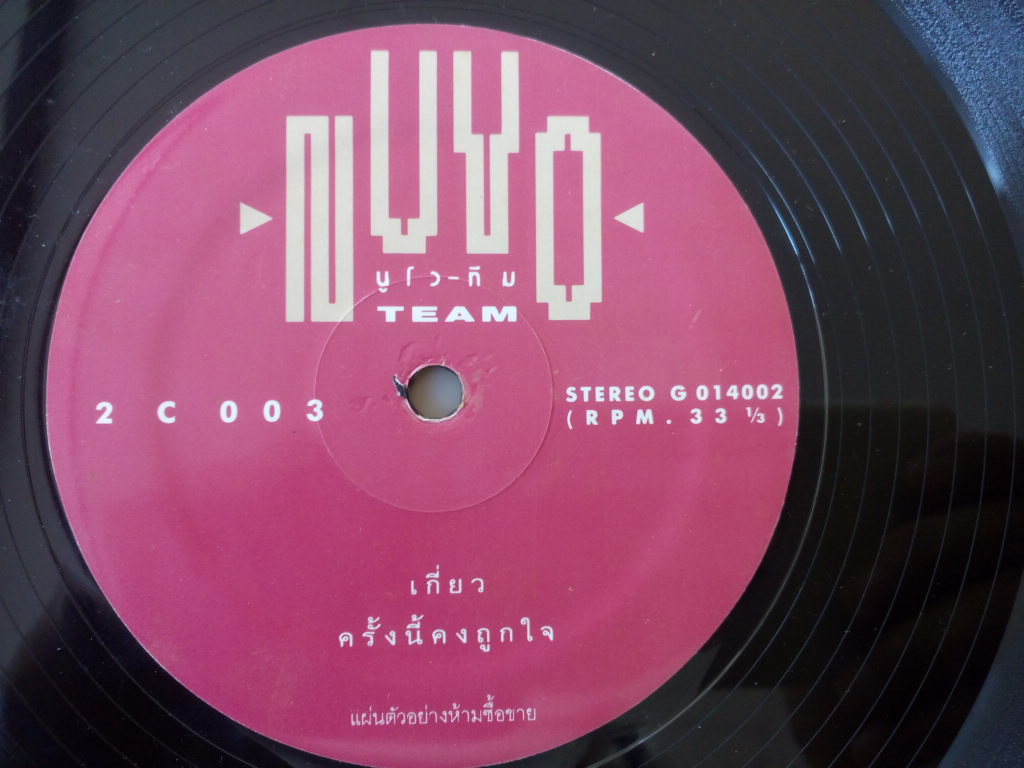 NUVO
นูโว-ทีม
TEAM
2 C 003
STEREO G 014002
(RPM. 33 ⅓)
เกี่ยว
ครั้งนี้คงถูกใจ
แผ่นตัวอย่างห้ามซื้อขาย